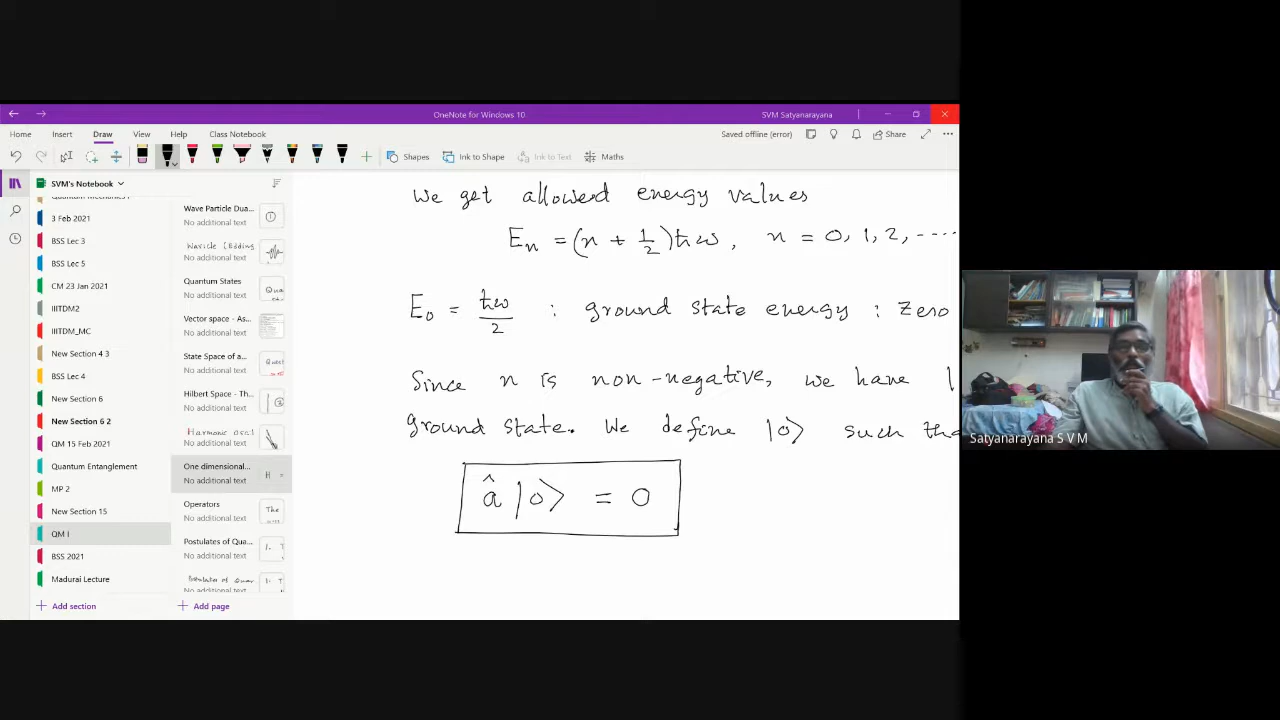 OneNote for Windows 10
SVM Satyanarayana
Home Insert Draw View Help Class Notebook
Saved offline (error) Share
Shapes Ink to Shape Ink to Text Maths
SVM's Notebook
3 Feb 2021
BSS Lec 3
BSS Lec 5
CM 23 Jan 2021
IIITDM2
IIITDM_MC
New Section 4 3
BSS Lec 4
New Section 6
New Section 6 2
QM 15 Feb 2021
Quantum Entanglement
MP 2
New Section 15
QM I
BSS 2021
Madurai Lecture
Add section
Wave Particle Dua...
No additional text
No additional text
Quantum States
No additional text
Vector space - As...
No additional text
State Space of a...
No additional text
Hilbert Space - Th...
No additional text
Harmonic Oscil
No additional text
One dimensional...
No additional text
Operators
No additional text
Postulates of Qua...
No additional text
No additional text
Add page
We get allowed energy values
Eₙ = (n + 1/2)ħω, n = 0, 1, 2, ····
E₀ = ħω/2 : ground state energy : zero
Since n is non-negative, we have
ground state. We define |0⟩ such tha
â |0⟩ = 0
Satyanarayana S V M